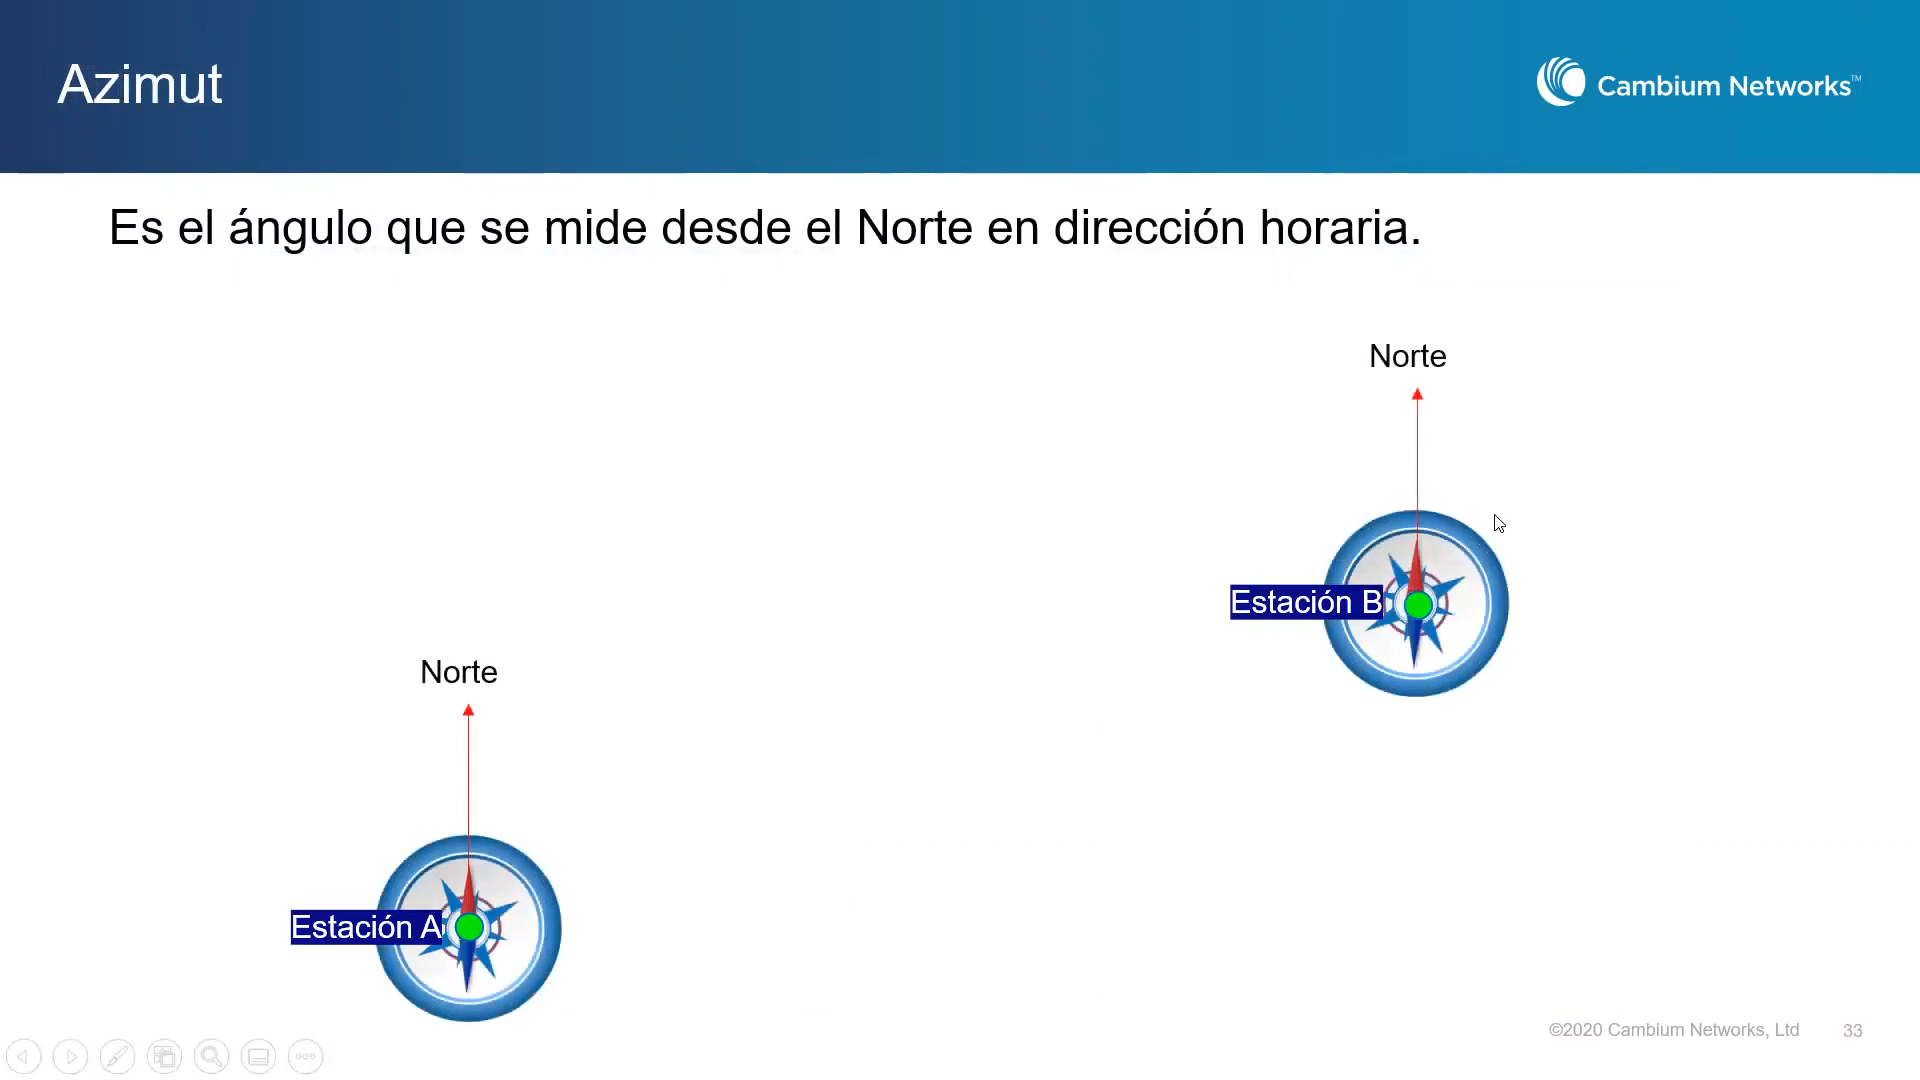 Azimut
Cambium Networks™
Es el ángulo que se mide desde el Norte en dirección horaria.
Norte
Estación B
Norte
Estación A
©2020 Cambium Networks, Ltd
33